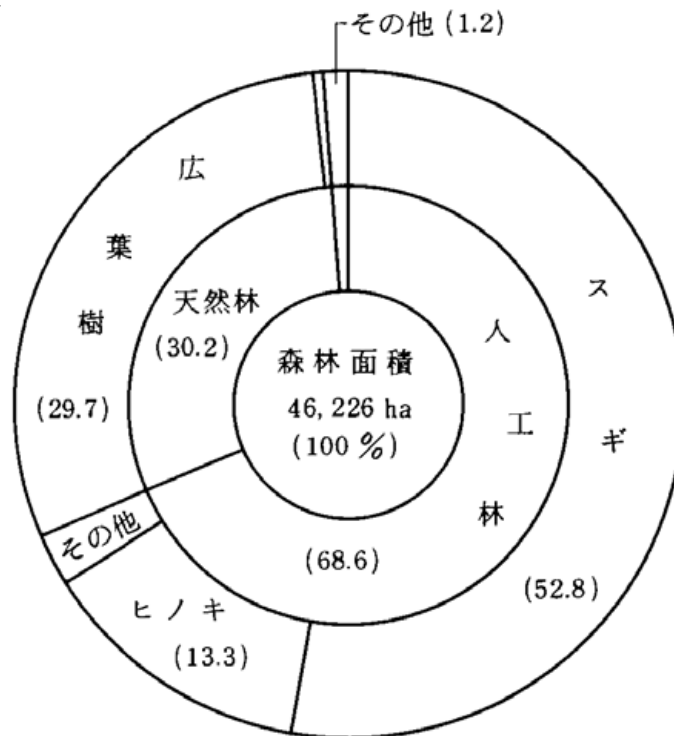 その他 (1.2)
広葉樹
(29.7)
天然林
(30.2)
森林面積
46,226 ha
(100 %)
人工林
(68.6)
スギ
(52.8)
その他
ヒノキ
(13.3)